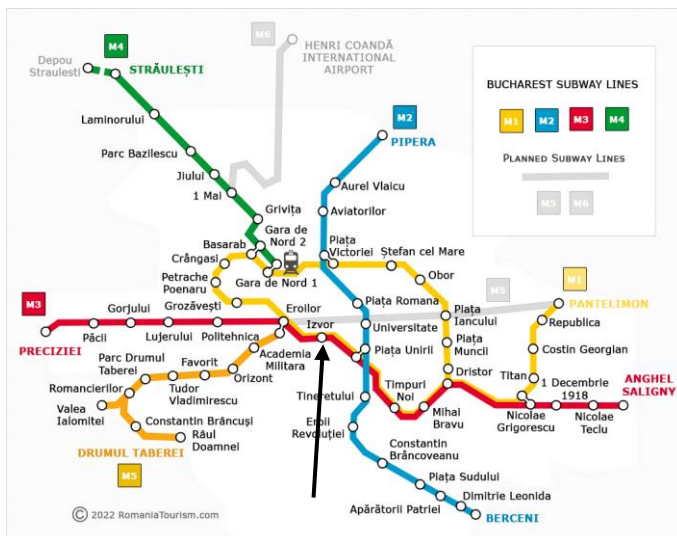 M4
M6
Depou
Straulesti
STRĂULEȘTI
HENRI COANDĂ
INTERNATIONAL
AIRPORT
BUCHAREST SUBWAY LINES
M1
M2
M3
M4
PLANNED SUBWAY LINES
M5
M6
Laminorului
M2
PIPERA
Parc Bazilescu
Jiului
1 Mai
Aurel Vlaicu
Aviatorilor
Grivița
Gara de
Nord 2
Basarab
Piața
Victoriei
Ștefan cel Mare
Crângasi
Gara de Nord 1
Obor
Petrache
Poenaru
M5
M1
PANTELIMON
Grozăvești
Eroilor
Piața Romana
Piața
Iancului
Republica
M3
Gorjului
Izvor
Universitate
PRECIZIEI
Păcii
Lujerului
Politehnica
Piața
Muncii
Costin Georgian
Academia
Militara
Piața Unirii
Parc Drumul
Taberei
Favorit
Orizont
Dristor
Titan
1 Decembrie
1918
ANGHEL
SALIGNY
Romancierilor
Tudor
Vladimirescu
Tineretului
Timpuri
Noi
Mihai
Bravu
Nicolae
Grigorescu
Nicolae
Teclu
Valea
Ialomitei
Constantin Brâncuși
Râul
Doamnei
Eroii
Revoluției
DRUMUL TABEREI
Constantin
Brâncoveanu
M5
Piața Sudului
Dimitrie Leonida
Apărătorii Patriei
BERCENI
© 2022 RomaniaTourism.com